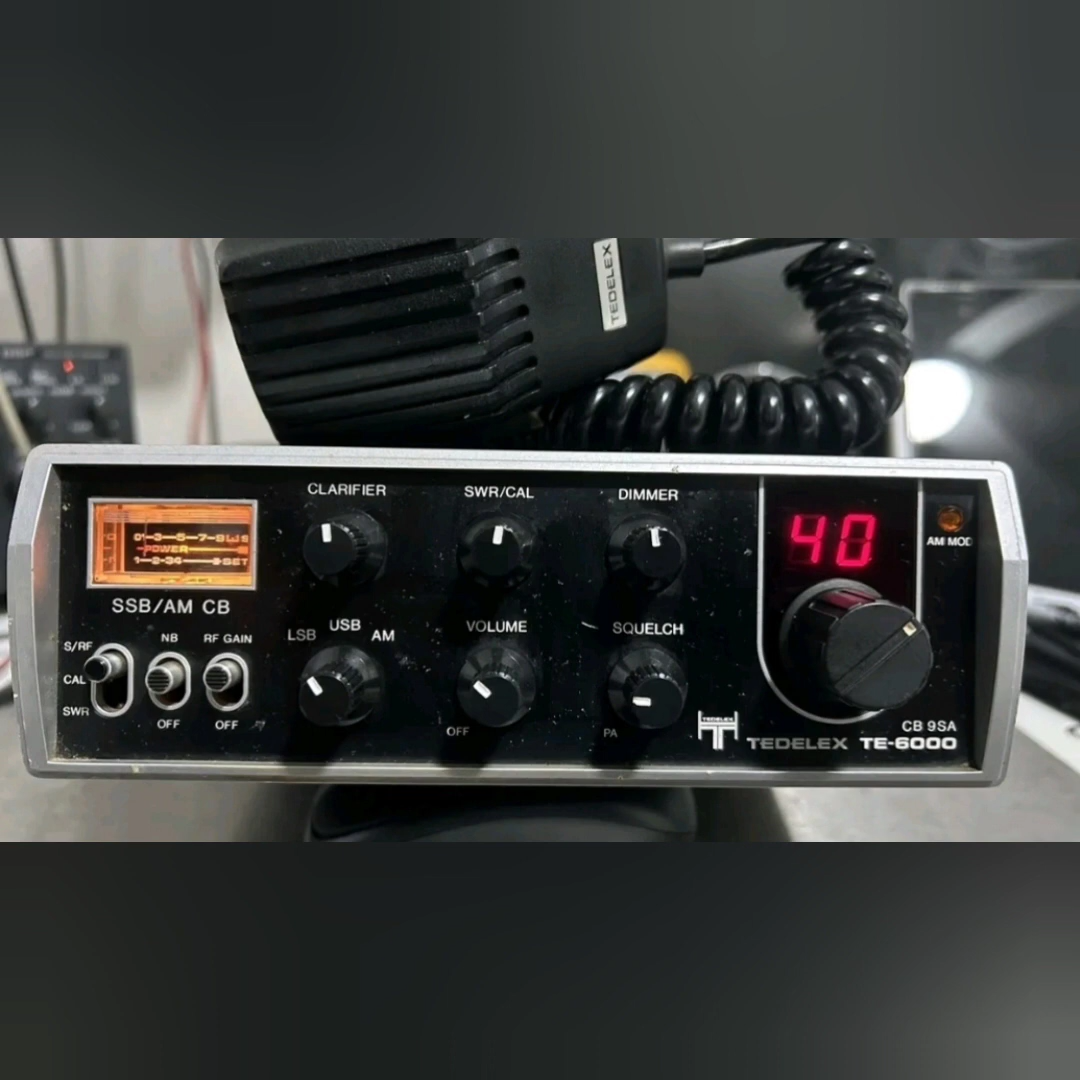 TEDELEX
CLARIFIER
SWR/CAL
DIMMER
40
AM MOD
POWER
SSB/AM CB
S/RF
CAL
SWR
NB
OFF
RF GAIN
OFF
LSB
USB
AM
VOLUME
OFF
SQUELCH
PA
TEDELEX
CB 9SA
TEDELEX TE-6000